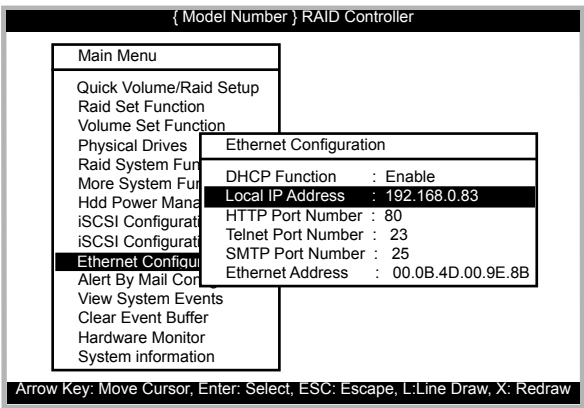 { Model Number } RAID Controller
Main Menu
Quick Volume/Raid Setup
Raid Set Function
Volume Set Function
Physical Drives
Raid System Fun
More System Fun
Hdd Power Mana
iSCSI Configurati
iSCSI Configurati
Ethernet Configu
Alert By Mail Con
View System Events
Clear Event Buffer
Hardware Monitor
System information
Ethernet Configuration
DHCP Function : Enable
Local IP Address : 192.168.0.83
HTTP Port Number : 80
Telnet Port Number : 23
SMTP Port Number : 25
Ethernet Address : 00.0B.4D.00.9E.8B
Arrow Key: Move Cursor, Enter: Select, ESC: Escape, L:Line Draw, X: Redraw